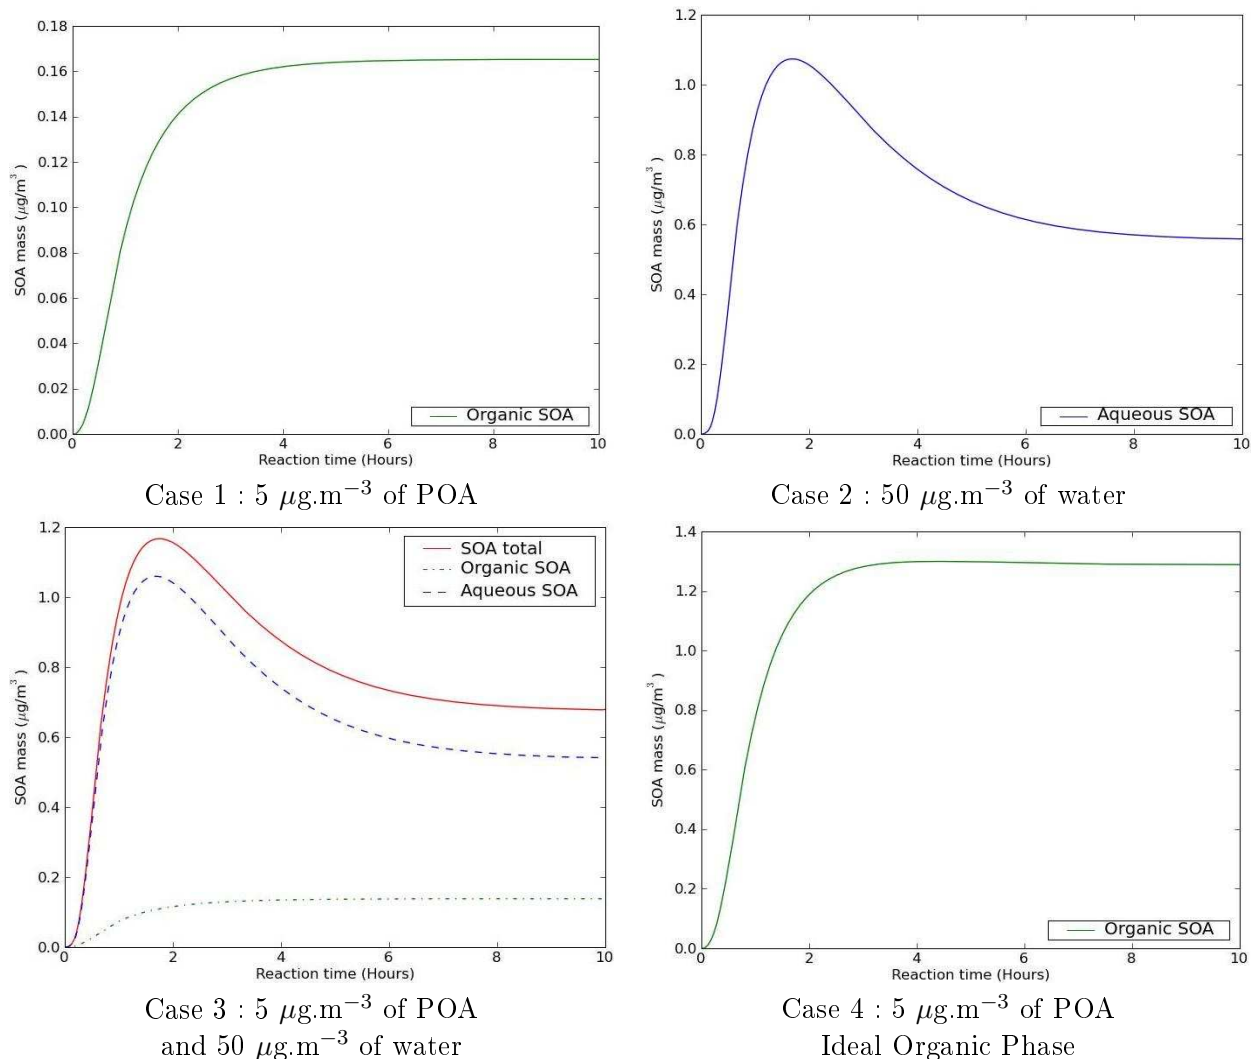 0.18
0.16
0.14
0.12
0.10
0.08
0.06
0.04
0.02
0.00
SOA mass (μg/m³)
0 2 4 6 8 10
Reaction time (Hours)
Organic SOA
Case 1 : 5 μg.m⁻³ of POA
1.2
1.0
0.8
0.6
0.4
0.2
0.0
SOA mass (μg/m³)
0 2 4 6 8 10
Reaction time (Hours)
Aqueous SOA
Case 2 : 50 μg.m⁻³ of water
1.2
1.0
0.8
0.6
0.4
0.2
0.0
SOA mass (μg/m³)
0 2 4 6 8 10
Reaction time (Hours)
SOA total
Organic SOA
Aqueous SOA
Case 3 : 5 μg.m⁻³ of POA
and 50 μg.m⁻³ of water
1.4
1.2
1.0
0.8
0.6
0.4
0.2
0.0
SOA mass (μg/m³)
0 2 4 6 8 10
Reaction time (Hours)
Organic SOA
Case 4 : 5 μg.m⁻³ of POA
Ideal Organic Phase